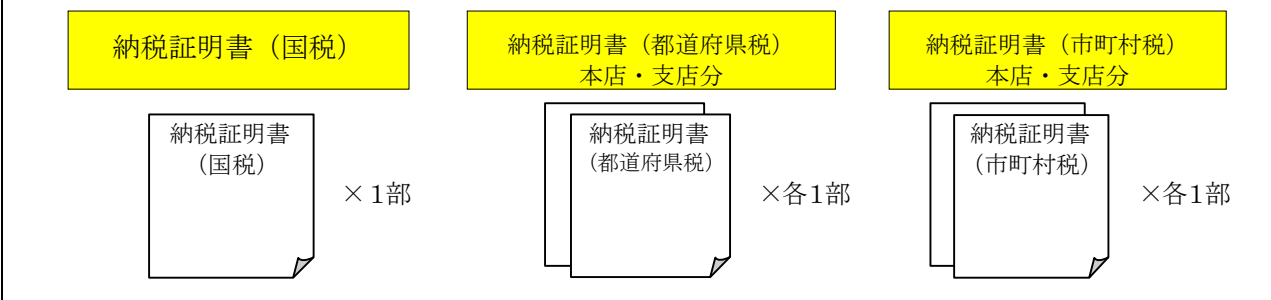 納税証明書（国税）
納税証明書（都道府県税）
本店・支店分
納税証明書（市町村税）
本店・支店分
納税証明書
（国税）
×１部
納税証明書
（都道府県税）
×各1部
納税証明書
（市町村税）
×各1部